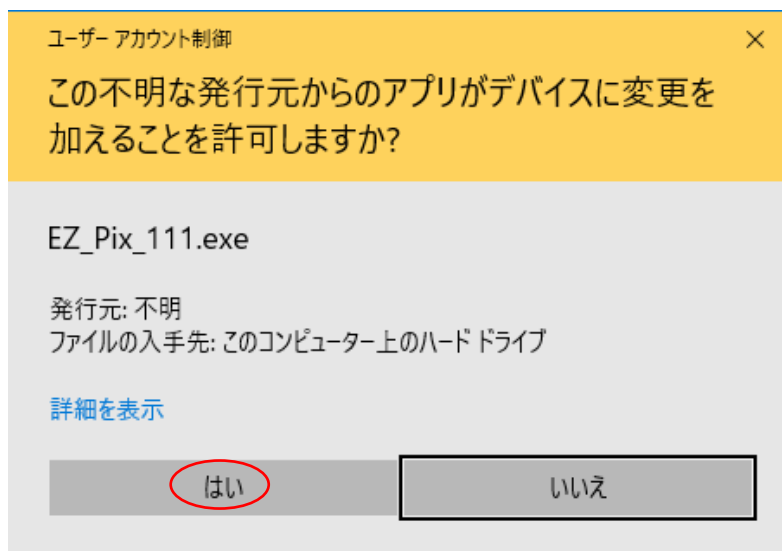 ユーザー アカウント制御
この不明な発行元からのアプリがデバイスに変更を
加えることを許可しますか?
EZ_Pix_111.exe
発行元: 不明
ファイルの入手先: このコンピューター上のハード ドライブ
詳細を表示
はい
いいえ